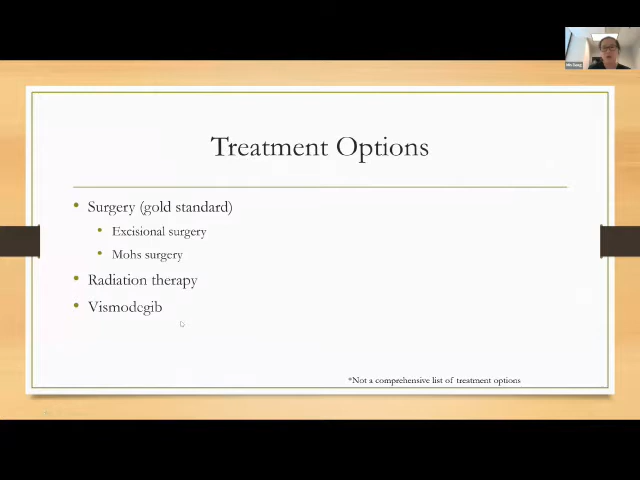 Treatment Options
• Surgery (gold standard)
• Excisional surgery
• Mohs surgery
• Radiation therapy
• Vismodegib
*Not a comprehensive list of treatment options